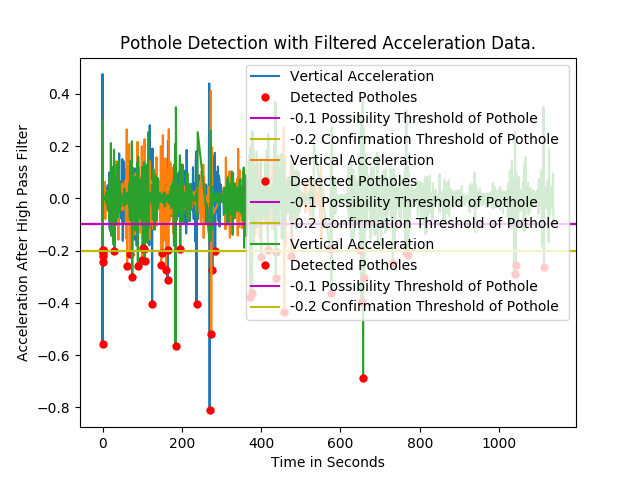 Pothole Detection with Filtered Acceleration Data.
Acceleration After High Pass Filter
0.4
0.2
0.0
−0.2
−0.4
−0.6
−0.8
Vertical Acceleration
Detected Potholes
-0.1 Possibility Threshold of Pothole
-0.2 Confirmation Threshold of Pothole
Vertical Acceleration
Detected Potholes
-0.1 Possibility Threshold of Pothole
-0.2 Confirmation Threshold of Pothole
Vertical Acceleration
Detected Potholes
-0.1 Possibility Threshold of Pothole
-0.2 Confirmation Threshold of Pothole
0 200 400 600 800 1000
Time in Seconds